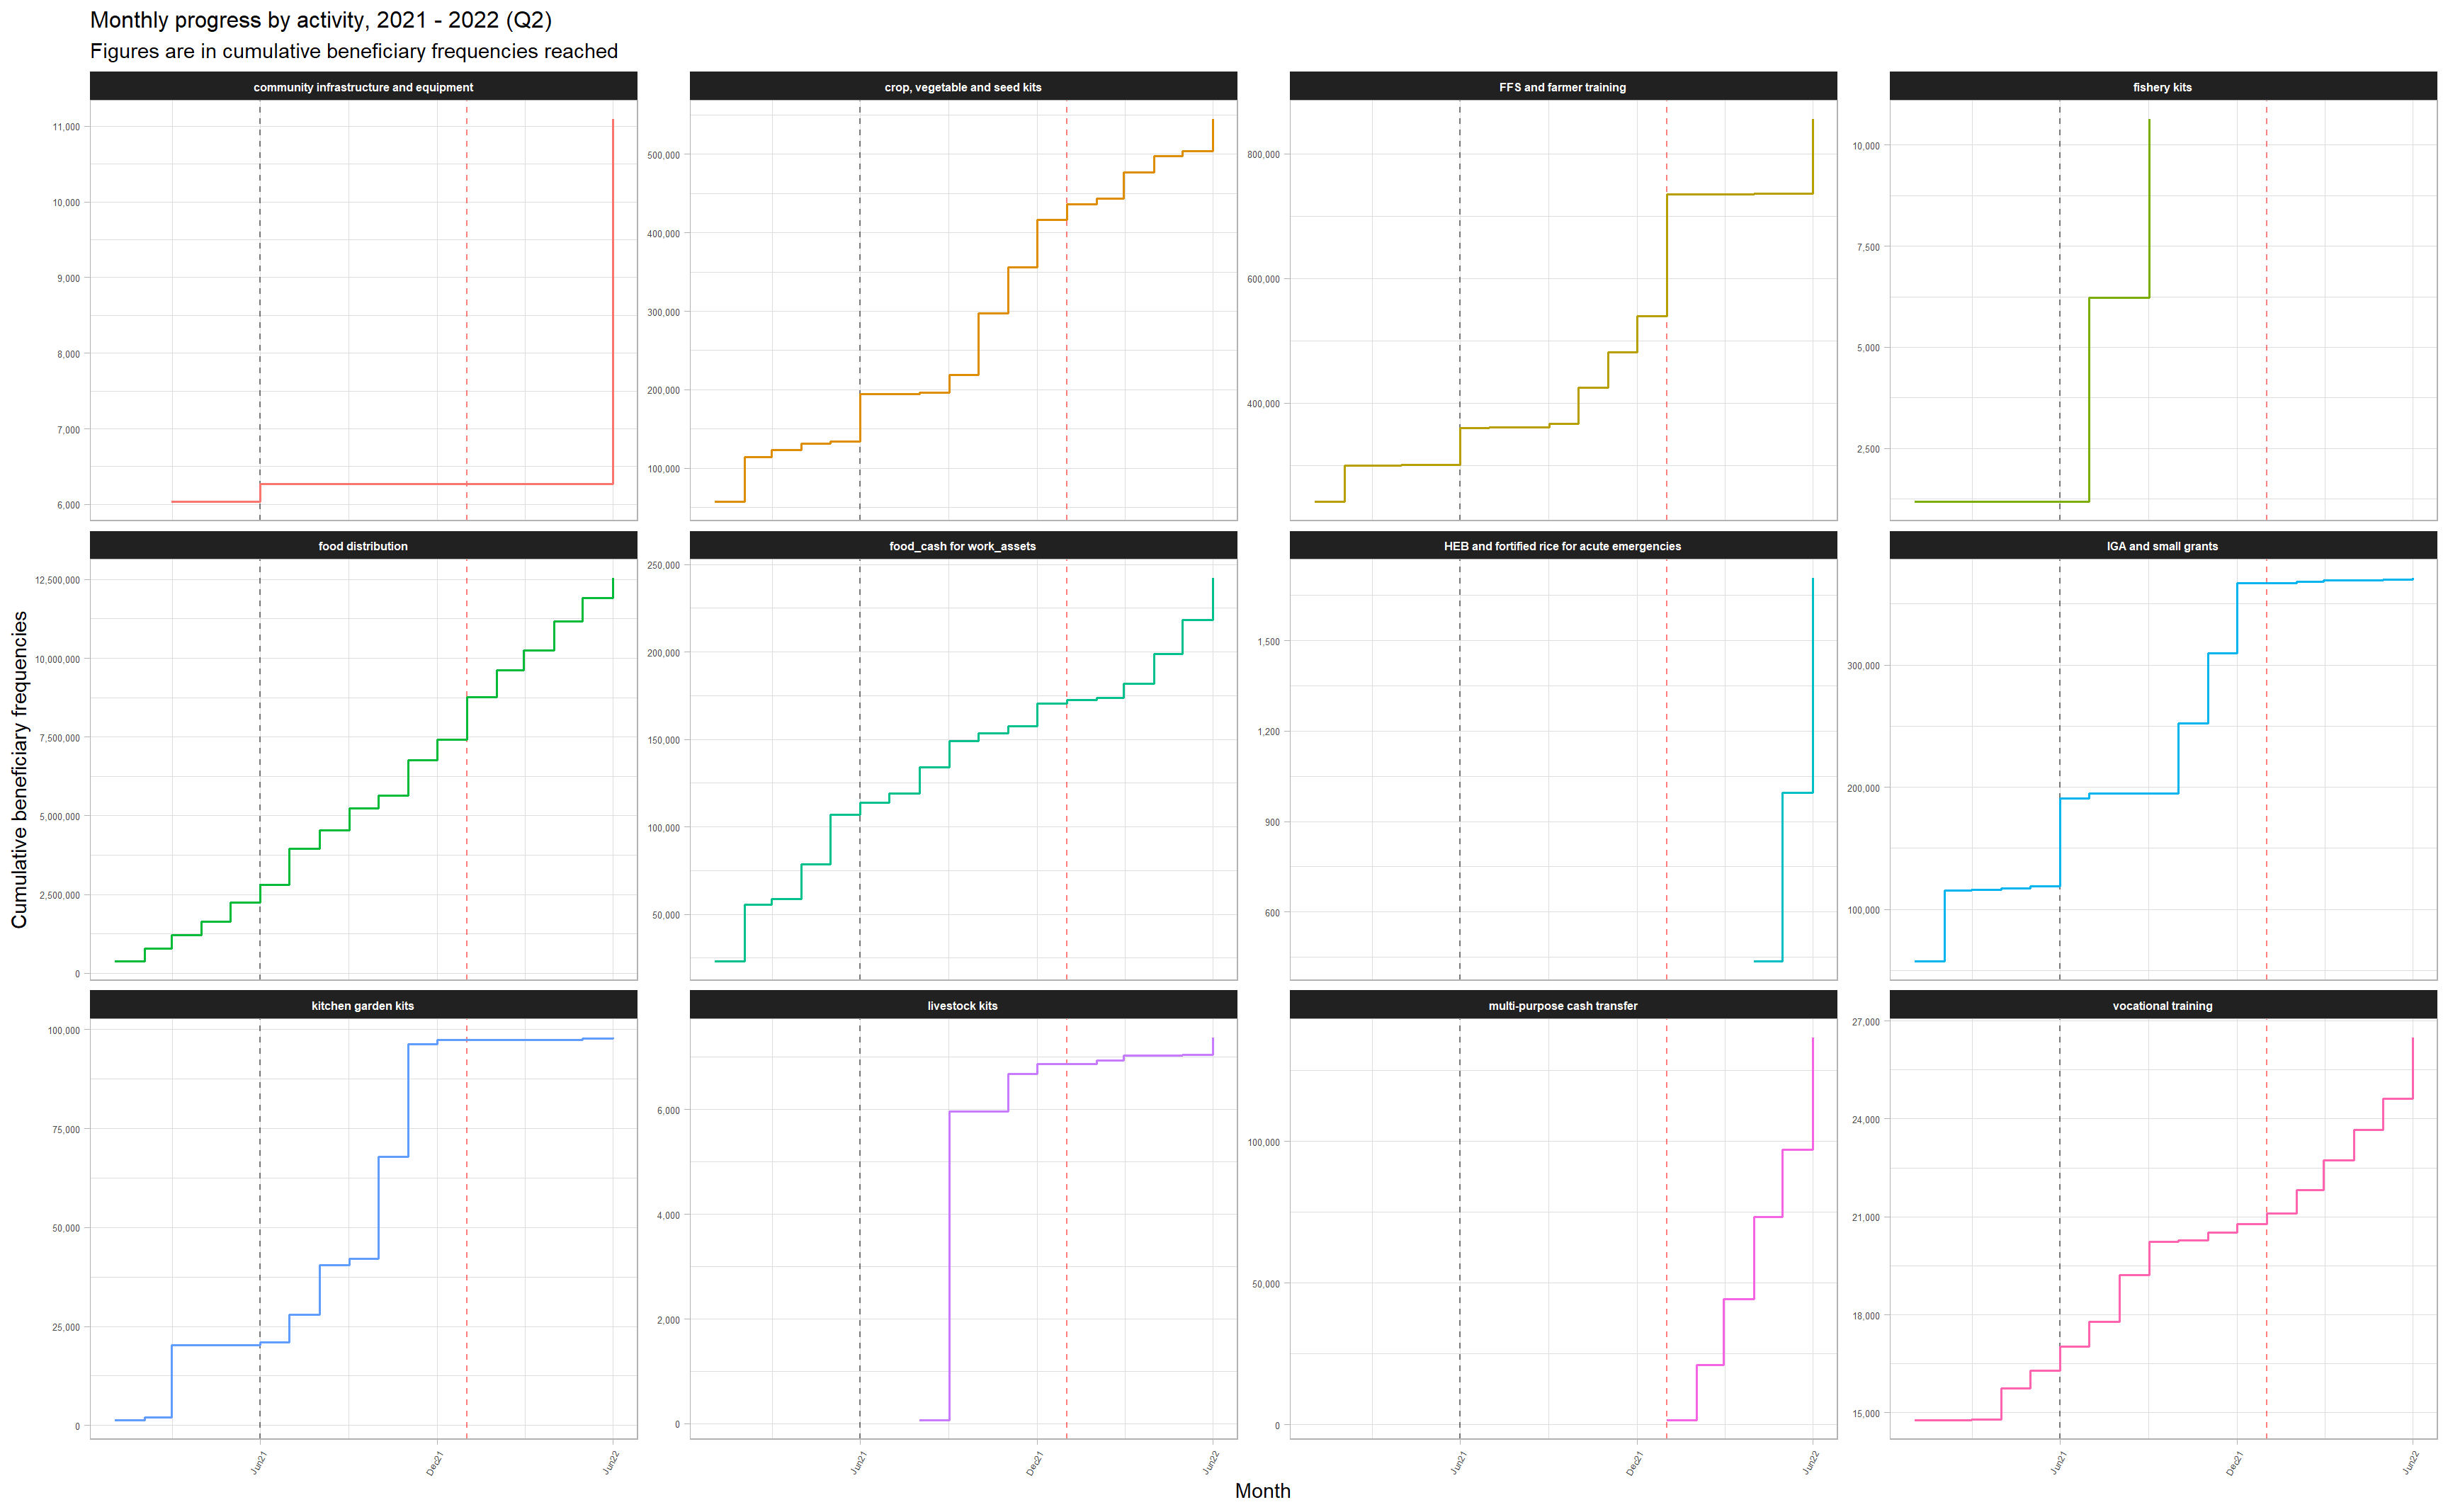 Monthly progress by activity, 2021 - 2022 (Q2)
Figures are in cumulative beneficiary frequencies reached
community infrastructure and equipment
crop, vegetable and seed kits
FFS and farmer training
fishery kits
11,000
10,000
9,000
8,000
7,000
6,000
500,000
400,000
300,000
200,000
100,000
800,000
600,000
400,000
10,000
7,500
5,000
2,500
food distribution
food_cash for work_assets
HEB and fortified rice for acute emergencies
IGA and small grants
12,500,000
10,000,000
7,500,000
5,000,000
2,500,000
0
250,000
200,000
150,000
100,000
50,000
1,500
1,200
900
600
300,000
200,000
100,000
kitchen garden kits
livestock kits
multi-purpose cash transfer
vocational training
100,000
75,000
50,000
25,000
0
6,000
4,000
2,000
0
100,000
50,000
0
27,000
24,000
21,000
18,000
15,000
Jun21
Dec21
Jun22
Jun21
Dec21
Jun22
Jun21
Dec21
Jun22
Jun21
Dec21
Jun22
Month
Cumulative beneficiary frequencies